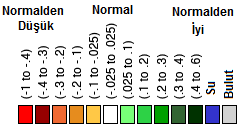 Normalden
Düşük
Normal
Normalden
İyi
(-1 to -.4)
(-.4 to -.3)
(-.3 to -.2)
(-.2 to -.1)
(-.1 to -.025)
(-.025 .025)
(.025 to .1)
(.1 to .2)
(.2 to .3)
(.3 to .4)
(.4 to .6)
Su
Bulut